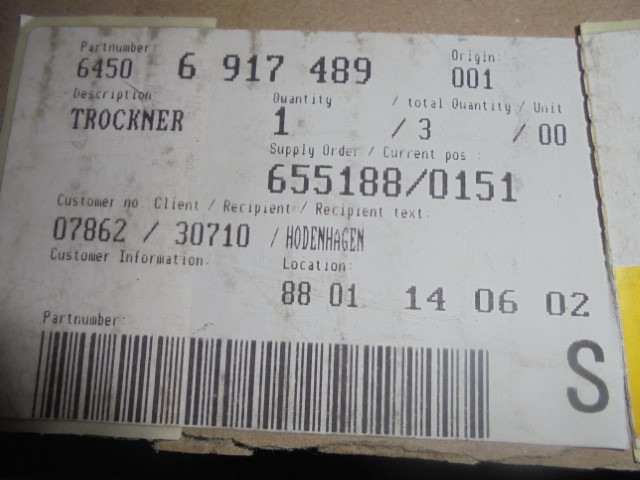 Partnumber: Origin:
6450 6 917 489 001
Description: Quantity / total Quantity / Unit
TROCKNER 1 / 3 / 00
Supply Order / Current pos :
655188/0151
Customer no. Client / Recipient / Recipient text:
07862 / 30710 / HODENHAGEN
Customer Information: Location:
88 01 14 06 02
Partnumber:
S